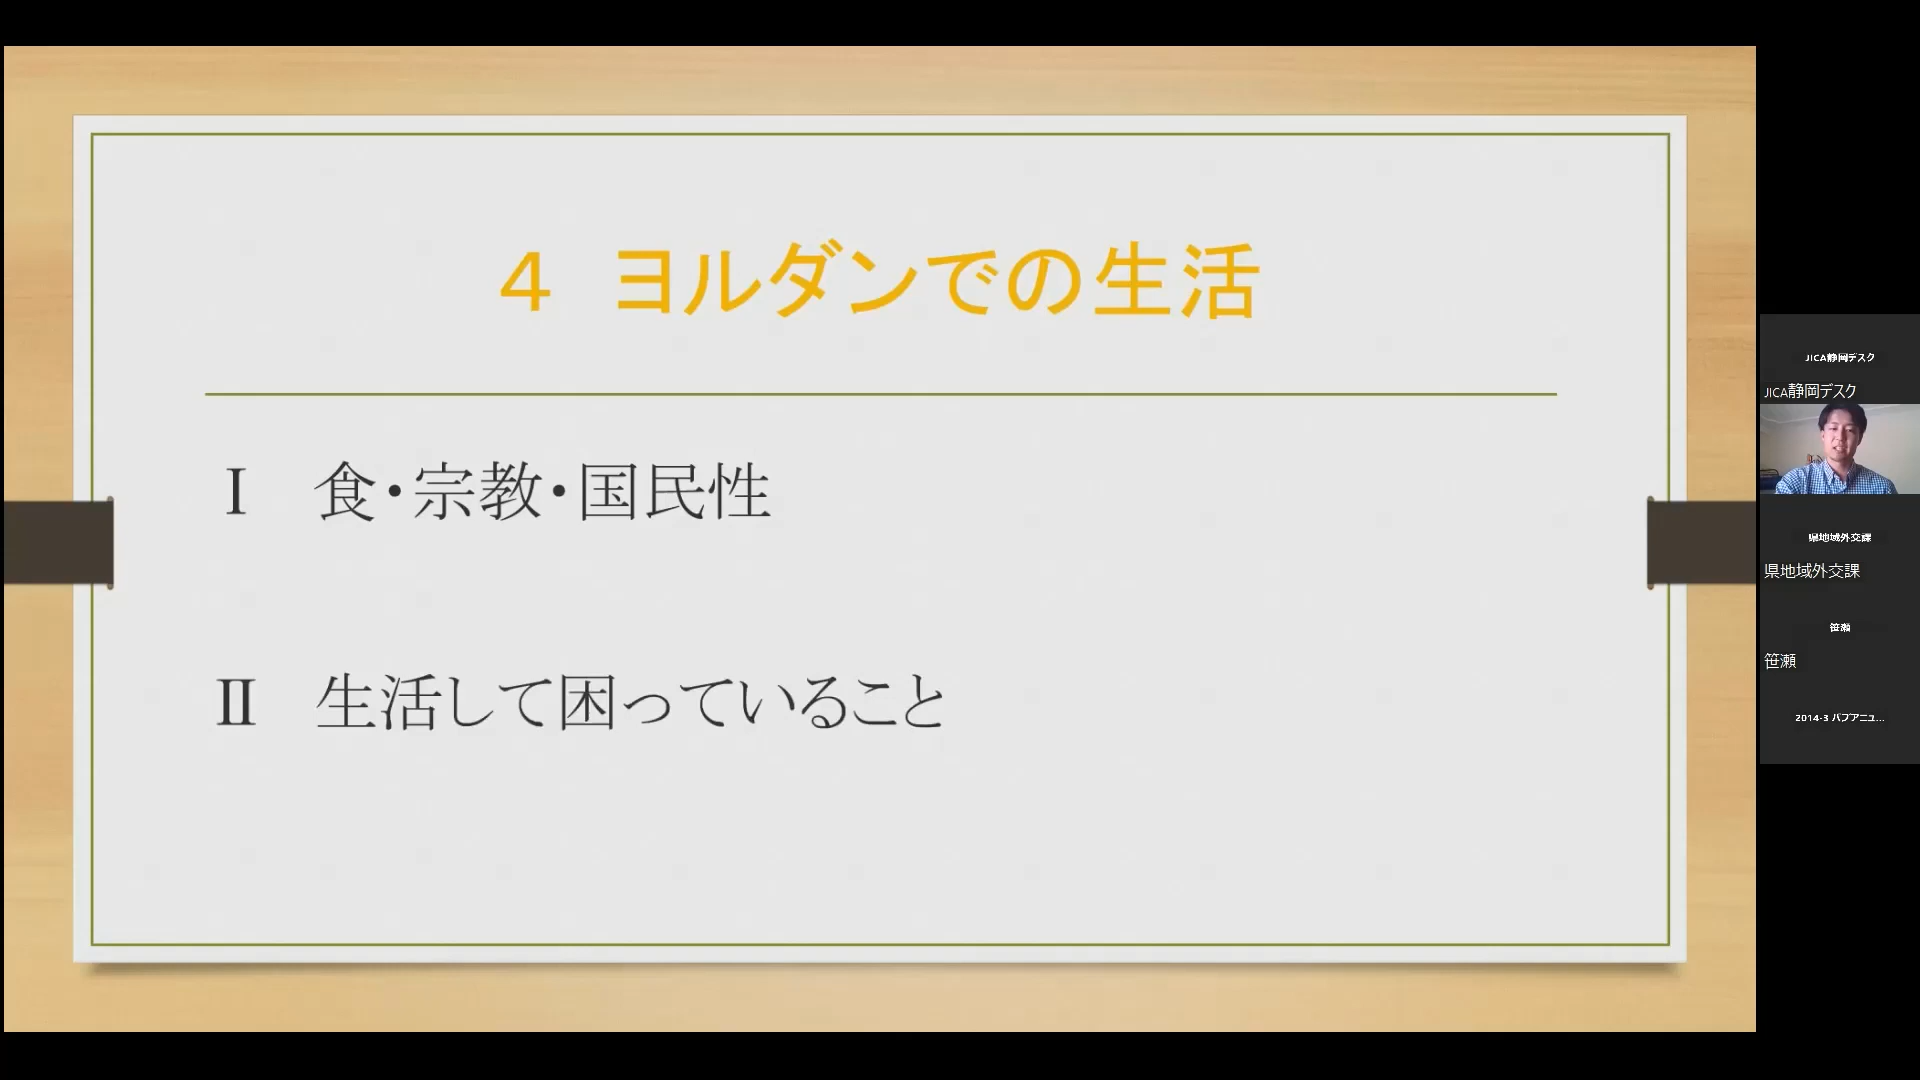 4　ヨルダンでの生活
Ⅰ　食・宗教・国民性
Ⅱ　生活して困っていること
JICA静岡デスク
JICA静岡デスク
県地域外交課
県地域外交課
笹瀬
笹瀬
2014-3 パプアニュ...